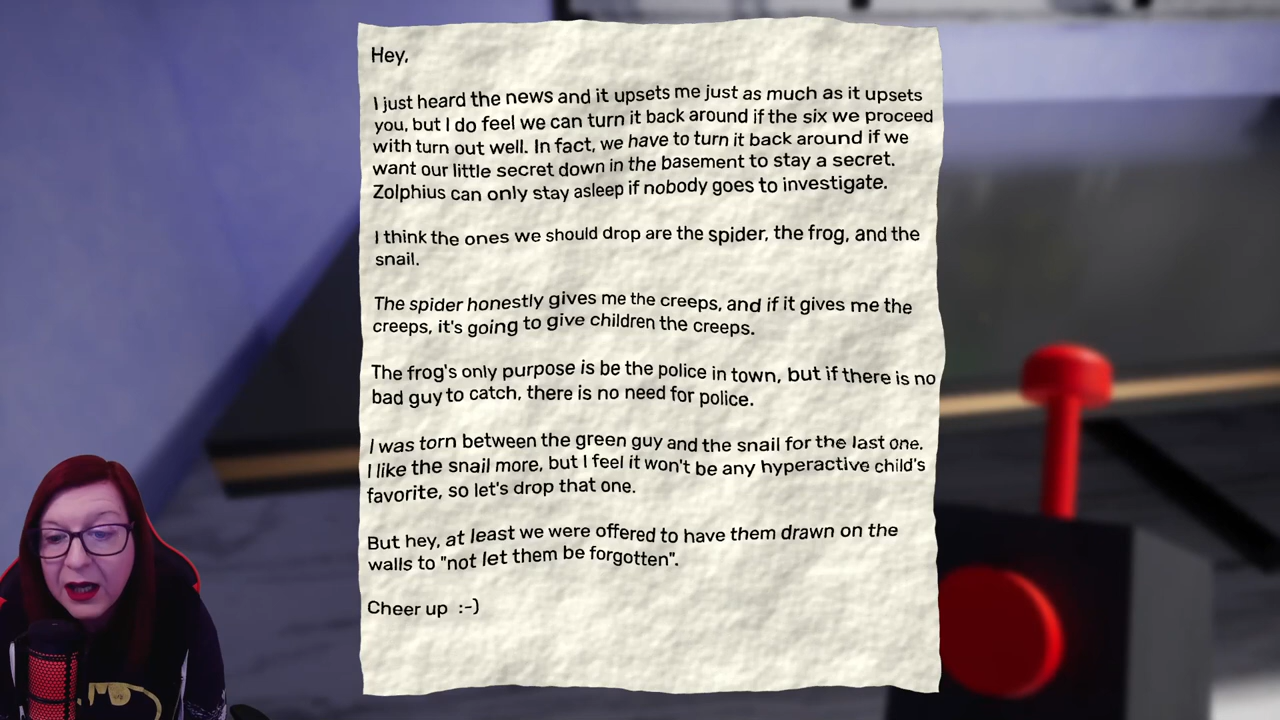 Hey,
I just heard the news and it upsets me just as much as it upsets
you, but I do feel we can turn it back around if the six we proceed
with turn out well. In fact, we have to turn it back around if we
want our little secret down in the basement to stay a secret.
Zolphius can only stay asleep if nobody goes to investigate.
I think the ones we should drop are the spider, the frog, and the
snail.
The spider honestly gives me the creeps, and if it gives me the
creeps, it's going to give children the creeps.
The frog's only purpose is be the police in town, but if there is no
bad guy to catch, there is no need for police.
I was torn between the green guy and the snail for the last one.
I like the snail more, but I feel it won't be any hyperactive child's
favorite, so let's drop that one.
But hey, at least we were offered to have them drawn on the
walls to "not let them be forgotten".
Cheer up :-)